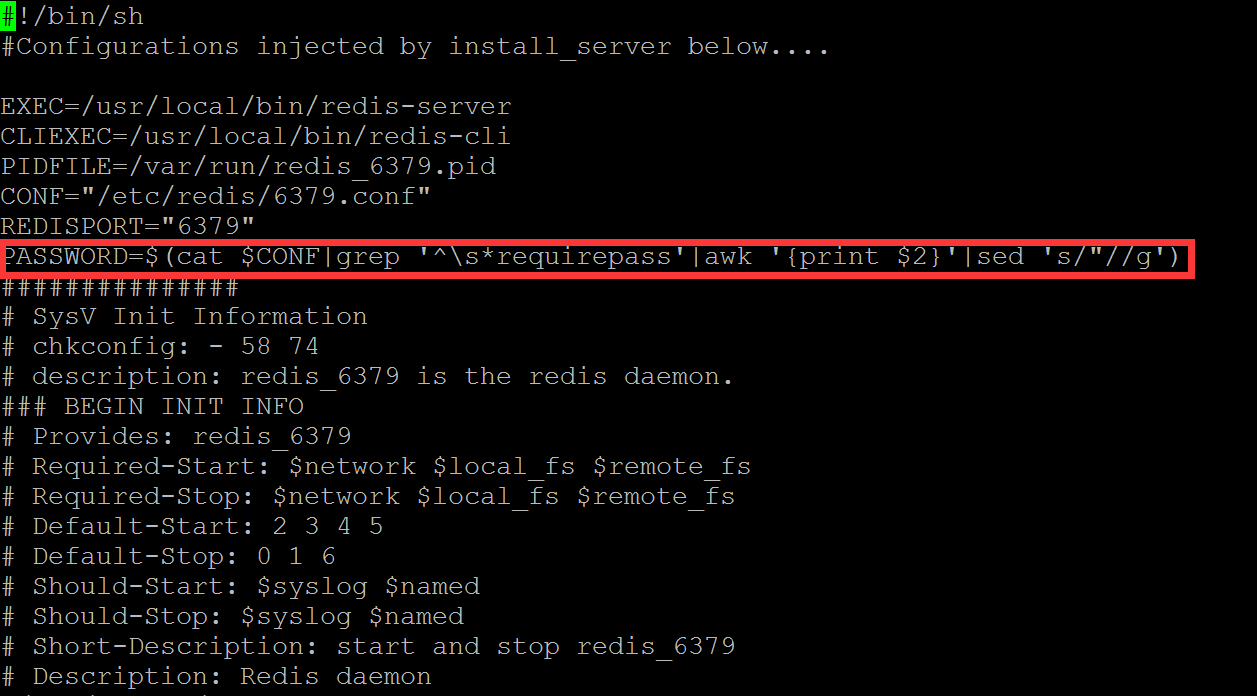 #!/bin/sh
#Configurations injected by install_server below....
EXEC=/usr/local/bin/redis-server
CLIEXEC=/usr/local/bin/redis-cli
PIDFILE=/var/run/redis_6379.pid
CONF="/etc/redis/6379.conf"
REDISPORT="6379"
PASSWORD=$(cat $CONF|grep '^\s*requirepass'|awk '{print $2}'|sed 's/"//g')
###############
# SysV Init Information
# chkconfig: - 58 74
# description: redis_6379 is the redis daemon.
### BEGIN INIT INFO
# Provides: redis_6379
# Required-Start: $network $local_fs $remote_fs
# Required-Stop: $network $local_fs $remote_fs
# Default-Start: 2 3 4 5
# Default-Stop: 0 1 6
# Should-Start: $syslog $named
# Should-Stop: $syslog $named
# Short-Description: start and stop redis_6379
# Description: Redis daemon